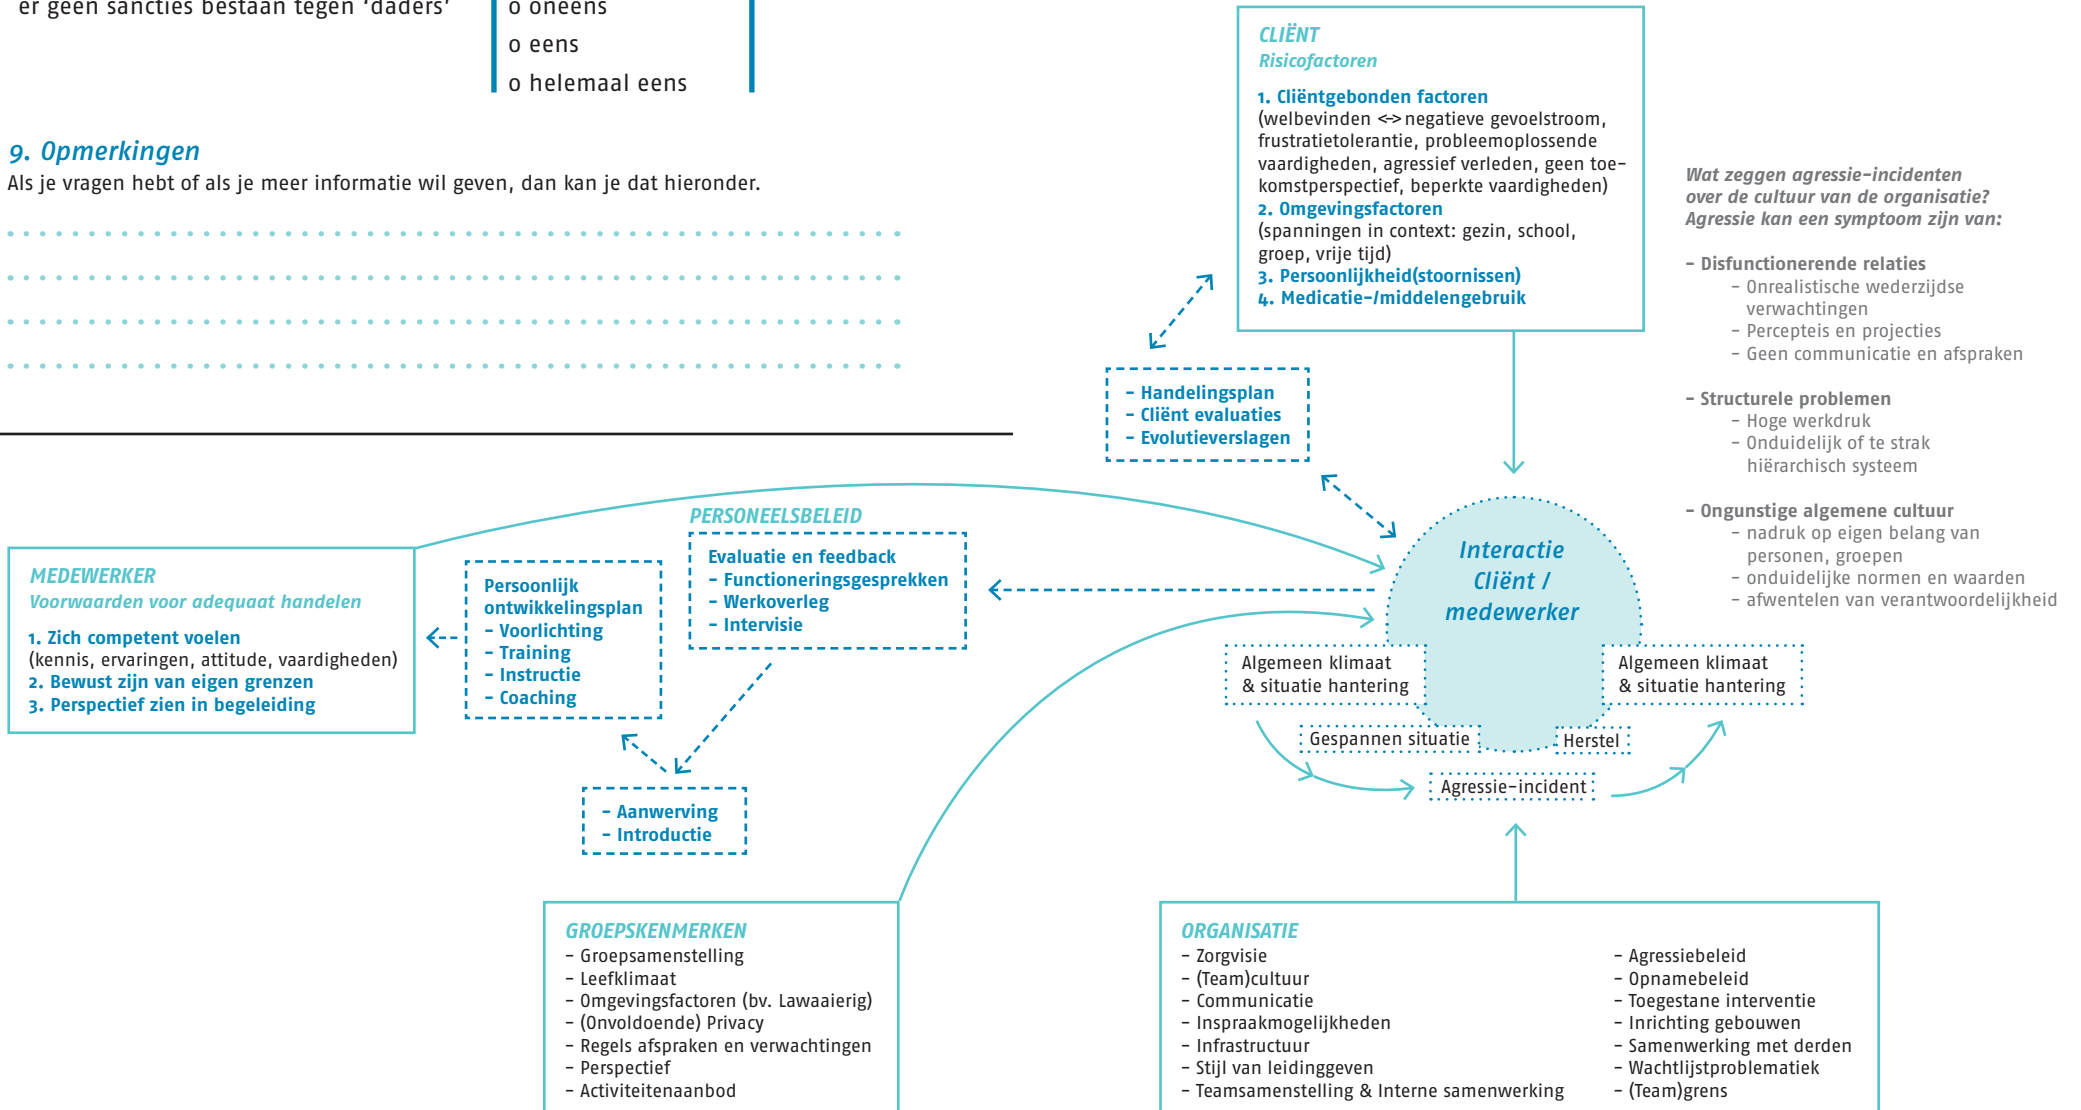 er geen sancties bestaan tegen ‘daders’
o oneens
o eens
o helemaal eens
9. Opmerkingen
Als je vragen hebt of als je meer informatie wil geven, dan kan je dat hieronder.
CLIËNT
Risicofactoren
1. Cliëntgebonden factoren
(welbevinden <-> negatieve gevoelstroom,
frustratietolerantie, probleemoplossende
vaardigheden, agressief verleden, geen toe-
komstperspectief, beperkte vaardigheden)
2. Omgevingsfactoren
(spanningen in context: gezin, school,
groep, vrije tijd)
3. Persoonlijkheid(stoornissen)
4. Medicatie-/middelengebruik
Wat zeggen agressie-incidenten
over de cultuur van de organisatie?
Agressie kan een symptoom zijn van:
- Disfunctionerende relaties
- Onrealistische wederzijdse
verwachtingen
- Percepteis en projecties
- Geen communicatie en afspraken
- Structurele problemen
- Hoge werkdruk
- Onduidelijk of te strak
hiërarchisch systeem
- Ongunstige algemene cultuur
- nadruk op eigen belang van
personen, groepen
- onduidelijke normen en waarden
- afwentelen van verantwoordelijkheid
- Handelingsplan
- Cliënt evaluaties
- Evolutieverslagen
MEDEWERKER
Voorwaarden voor adequaat handelen
1. Zich competent voelen
(kennis, ervaringen, attitude, vaardigheden)
2. Bewust zijn van eigen grenzen
3. Perspectief zien in begeleiding
Persoonlijk
ontwikkelingsplan
- Voorlichting
- Training
- Instructie
- Coaching
PERSONEELSBELEID
Evaluatie en feedback
- Functioneringsgesprekken
- Werkoverleg
- Intervisie
- Aanwerving
- Introductie
Interactie
Cliënt /
medewerker
Algemeen klimaat
& situatie hantering
Algemeen klimaat
& situatie hantering
Gespannen situatie
Herstel
Agressie-incident
GROEPSKENMERKEN
- Groepsamenstelling
- Leefklimaat
- Omgevingsfactoren (bv. Lawaaierig)
- (Onvoldoende) Privacy
- Regels afspraken en verwachtingen
- Perspectief
- Activiteitenaanbod
ORGANISATIE
- Zorgvisie
- (Team)cultuur
- Communicatie
- Inspraakmogelijkheden
- Infrastructuur
- Stijl van leidinggeven
- Teamsamenstelling & Interne samenwerking
- Agressiebeleid
- Opnamebeleid
- Toegestane interventie
- Inrichting gebouwen
- Samenwerking met derden
- Wachtlijstproblematiek
- (Team)grens